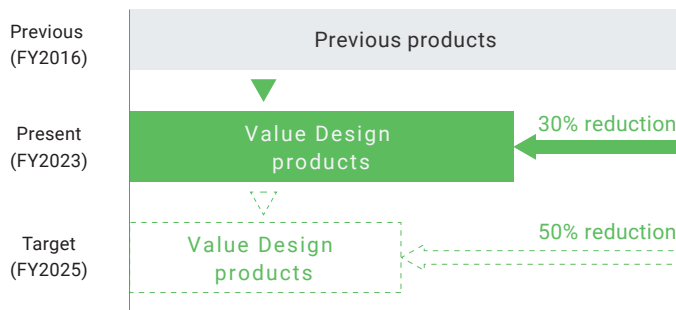 Previous
(FY2016)
Previous products
Present
(FY2023)
Value Design
products
30% reduction
Target
(FY2025)
Value Design
products
50% reduction